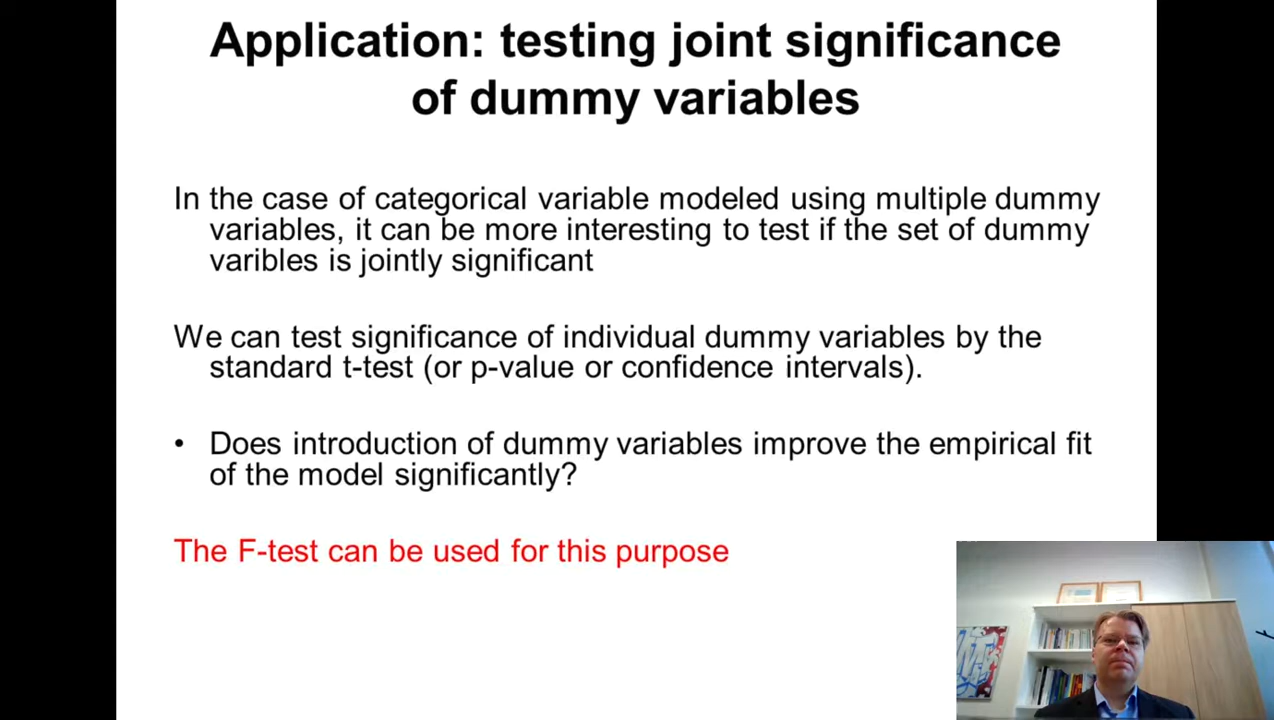 Application: testing joint significance
of dummy variables
In the case of categorical variable modeled using multiple dummy
variables, it can be more interesting to test if the set of dummy
varibles is jointly significant
We can test significance of individual dummy variables by the
standard t-test (or p-value or confidence intervals).
• Does introduction of dummy variables improve the empirical fit
of the model significantly?
The F-test can be used for this purpose